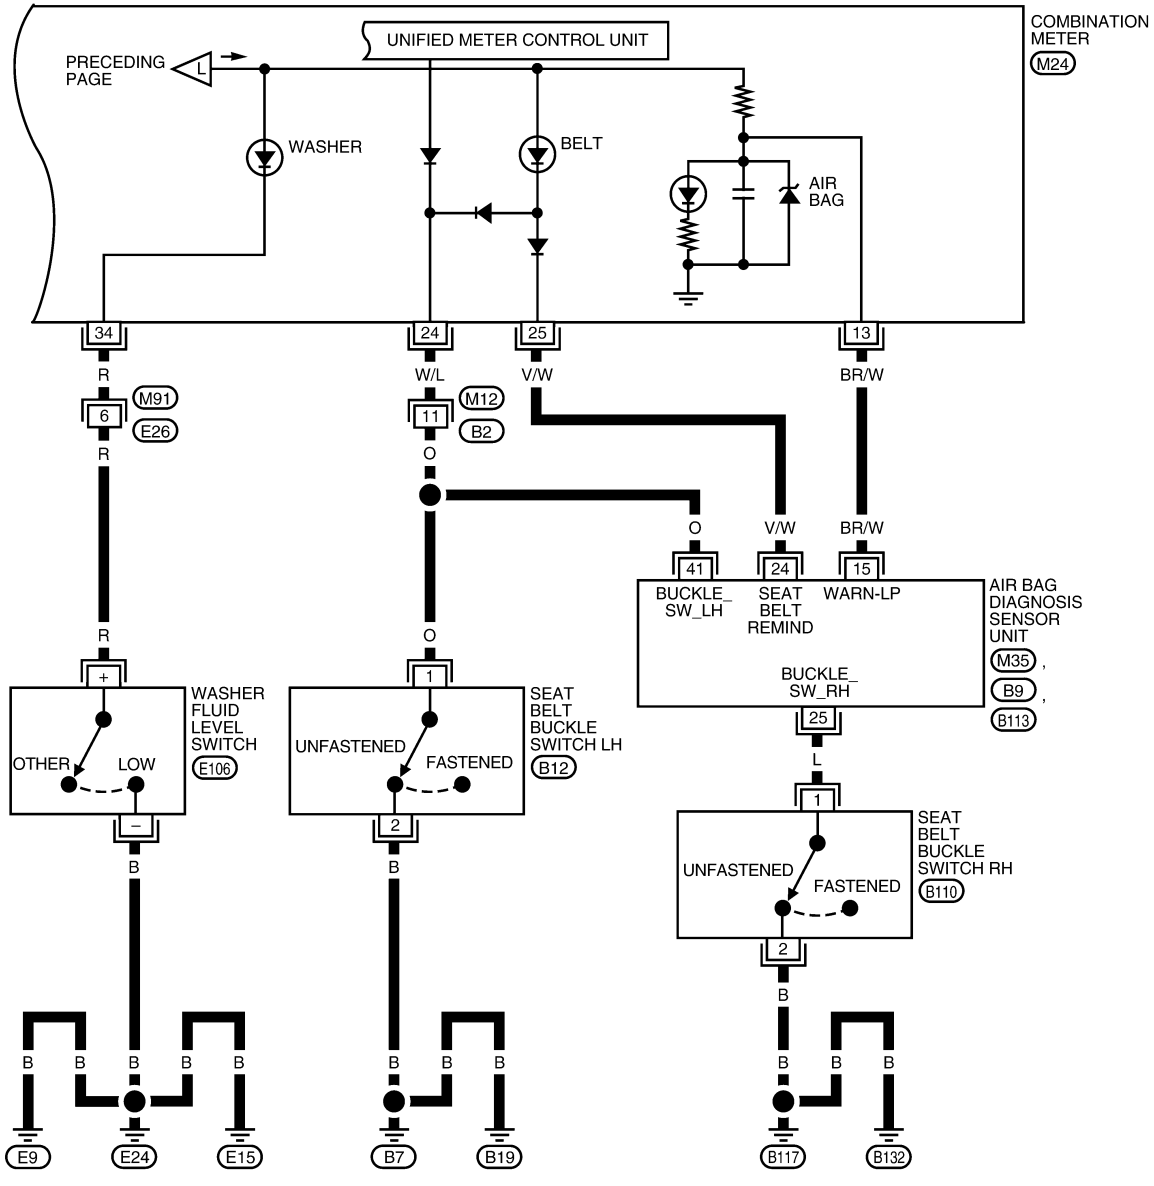 UNIFIED METER CONTROL UNIT
COMBINATION
METER
M24
PRECEDING
PAGE
L
WASHER
BELT
AIR
BAG
34
24
25
13
R
W/L
V/W
BR/W
M91
M12
6
11
E26
B2
R
O
O
V/W
BR/W
41
24
15
BUCKLE_
SW_LH
SEAT
BELT
REMIND
WARN-LP
AIR BAG
DIAGNOSIS
SENSOR
UNIT
M35 ,
B9 ,
B113
BUCKLE_
SW_RH
25
L
R
O
+
1
WASHER
FLUID
LEVEL
SWITCH
E106
OTHER
LOW
–
SEAT
BELT
BUCKLE
SWITCH LH
B12
UNFASTENED
FASTENED
2
1
SEAT
BELT
BUCKLE
SWITCH RH
B110
UNFASTENED
FASTENED
2
B
B
B
B
B
B
B
B
B
B
B
B
B
B
E9
E24
E15
B7
B19
B117
B132